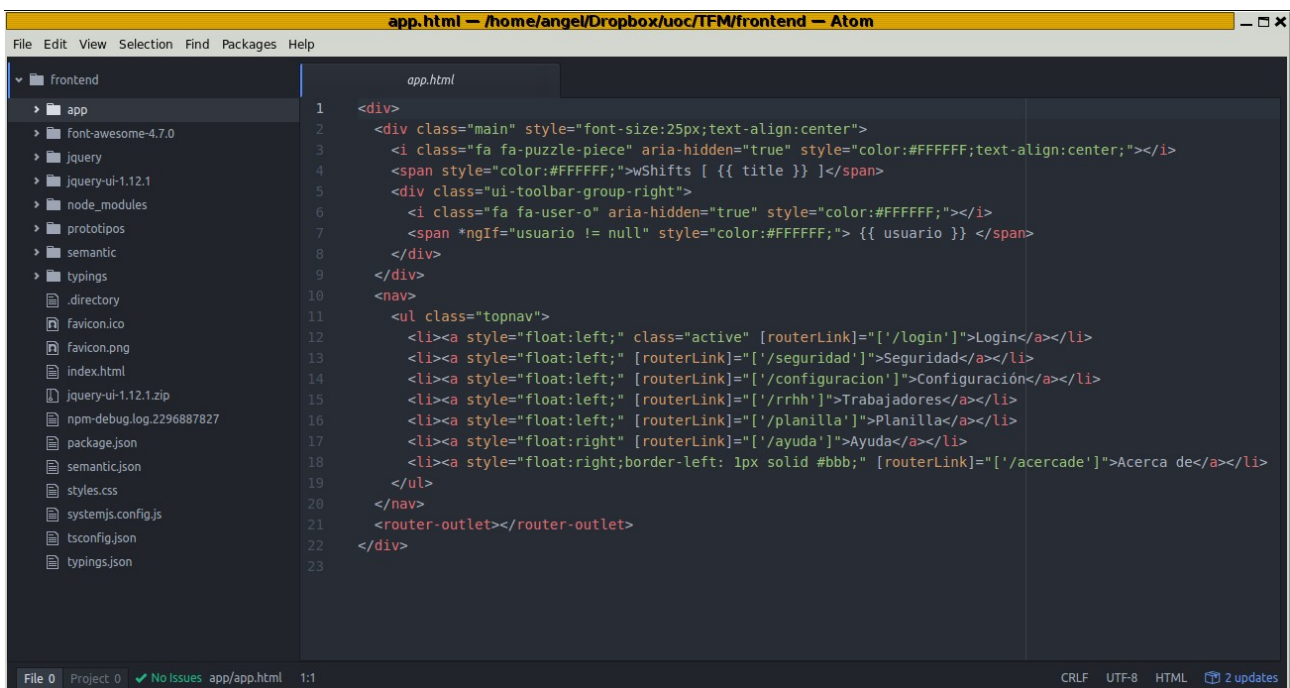 app.html — /home/angel/Dropbox/uoc/TFM/frontend — Atom
File Edit View Selection Find Packages Help
frontend
app
font-awesome-4.7.0
jquery
jquery-ui-1.12.1
node_modules
prototipos
semantic
typings
.directory
favicon.ico
favicon.png
index.html
jquery-ui-1.12.1.zip
npm-debug.log.2296887827
package.json
semantic.json
styles.css
systemjs.config.js
tsconfig.json
typings.json
app.html
1 <div>
2 <div class="main" style="font-size:25px;text-align:center">
3 <i class="fa fa-puzzle-piece" aria-hidden="true" style="color:#FFFFFF;text-align:center;"></i>
4 <span style="color:#FFFFFF;">wShifts [ {{ title }} ]</span>
5 <div class="ui-toolbar-group-right">
6 <i class="fa fa-user-o" aria-hidden="true" style="color:#FFFFFF;"></i>
7 <span *ngIf="usuario != null" style="color:#FFFFFF;"> {{ usuario }} </span>
8 </div>
9 </div>
10 <nav>
11 <ul class="topnav">
12 <li><a style="float:left;" class="active" [routerLink]="['/login']">Login</a></li>
13 <li><a style="float:left;" [routerLink]="['/seguridad']">Seguridad</a></li>
14 <li><a style="float:left;" [routerLink]="['/configuracion']">Configuración</a></li>
15 <li><a style="float:left;" [routerLink]="['/rrhh']">Trabajadores</a></li>
16 <li><a style="float:left;" [routerLink]="['/planilla']">Planilla</a></li>
17 <li><a style="float:right" [routerLink]="['/ayuda']">Ayuda</a></li>
18 <li><a style="float:right;border-left: 1px solid #bbb;" [routerLink]="['/acercade']">Acerca de</a></li>
19 </ul>
20 </nav>
21 <router-outlet></router-outlet>
22 </div>
23
File 0 Project 0 No Issues app/app.html 1:1 CRLF UTF-8 HTML 2 updates